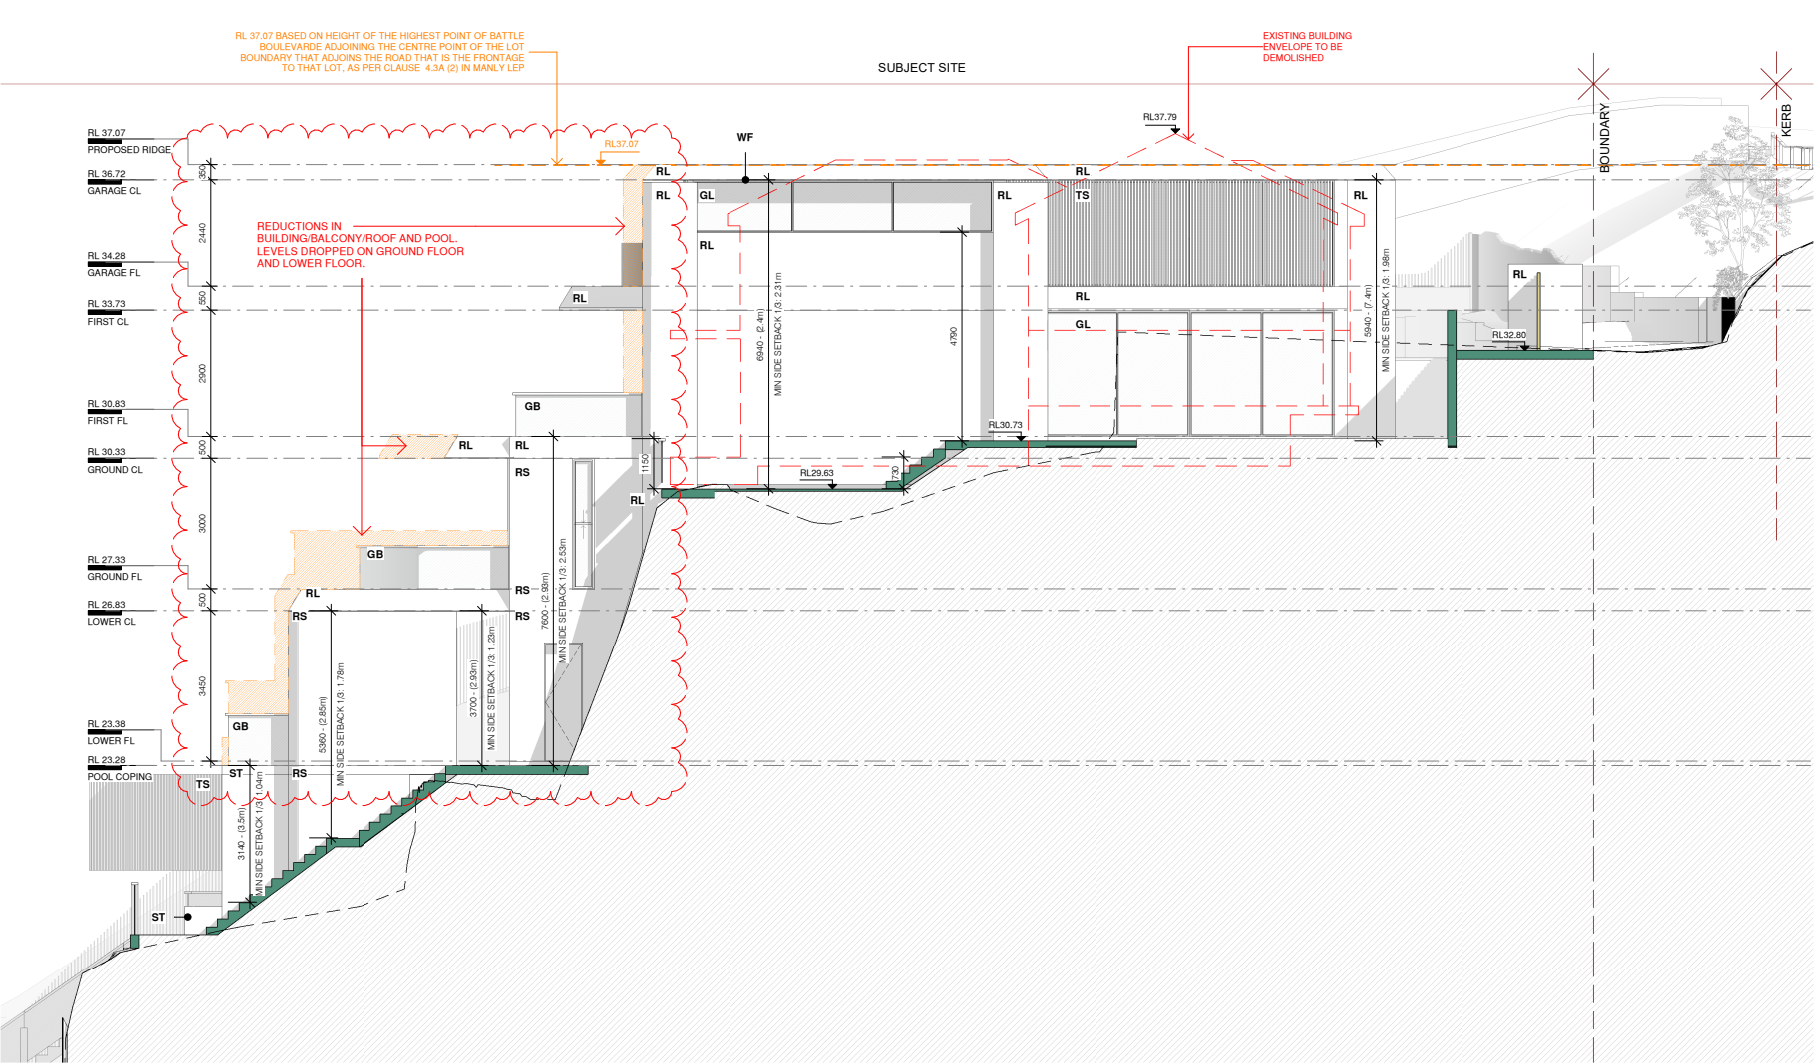 RL 37.07 BASED ON HEIGHT OF THE HIGHEST POINT OF BATTLE
BOULEVARDE ADJOINING THE CENTRE POINT OF THE LOT
BOUNDARY THAT ADJOINS THE ROAD THAT IS THE FRONTAGE
TO THAT LOT, AS PER CLAUSE 4.3A (2) IN MANLY LEP
EXISTING BUILDING
ENVELOPE TO BE
DEMOLISHED
SUBJECT SITE
BOUNDARY
KERB
RL37.79
WF
RL37.07
RL 37.07
PROPOSED RIDGE
RL 36.72
GARAGE CL
RL 34.28
GARAGE FL
RL 33.73
FIRST CL
RL 30.83
FIRST FL
RL 30.33
GROUND CL
RL 27.33
GROUND FL
RL 26.83
LOWER CL
RL 23.38
LOWER FL
RL 23.28
POOL COPING
350
2440
550
2900
500
3000
500
3450
REDUCTIONS IN
BUILDING/BALCONY/ROOF AND POOL.
LEVELS DROPPED ON GROUND FLOOR
AND LOWER FLOOR.
RL
RL
RL
GL
RL
RL
TS
RL
RL
RL
GL
RL
RL32.80
6940 - (2.4m)
MIN SIDE SETBACK 1/3: 2.31m
4790
5940 - (7.4m)
MIN SIDE SETBACK 1/3: 1.98m
GB
RL
RL
RS
RL
1150
RL30.73
RL29.63
730
GB
RL
RS
RS
RS
7600 - (2.93m)
MIN SIDE SETBACK 1/3: 2.53m
5360 - (2.85m)
MIN SIDE SETBACK 1/3: 1.78m
3700 - (2.93m)
MIN SIDE SETBACK 1/3: 1.23m
GB
ST
RS
TS
3140 - (3.5m)
MIN SIDE SETBACK 1/3: 1.04m
ST